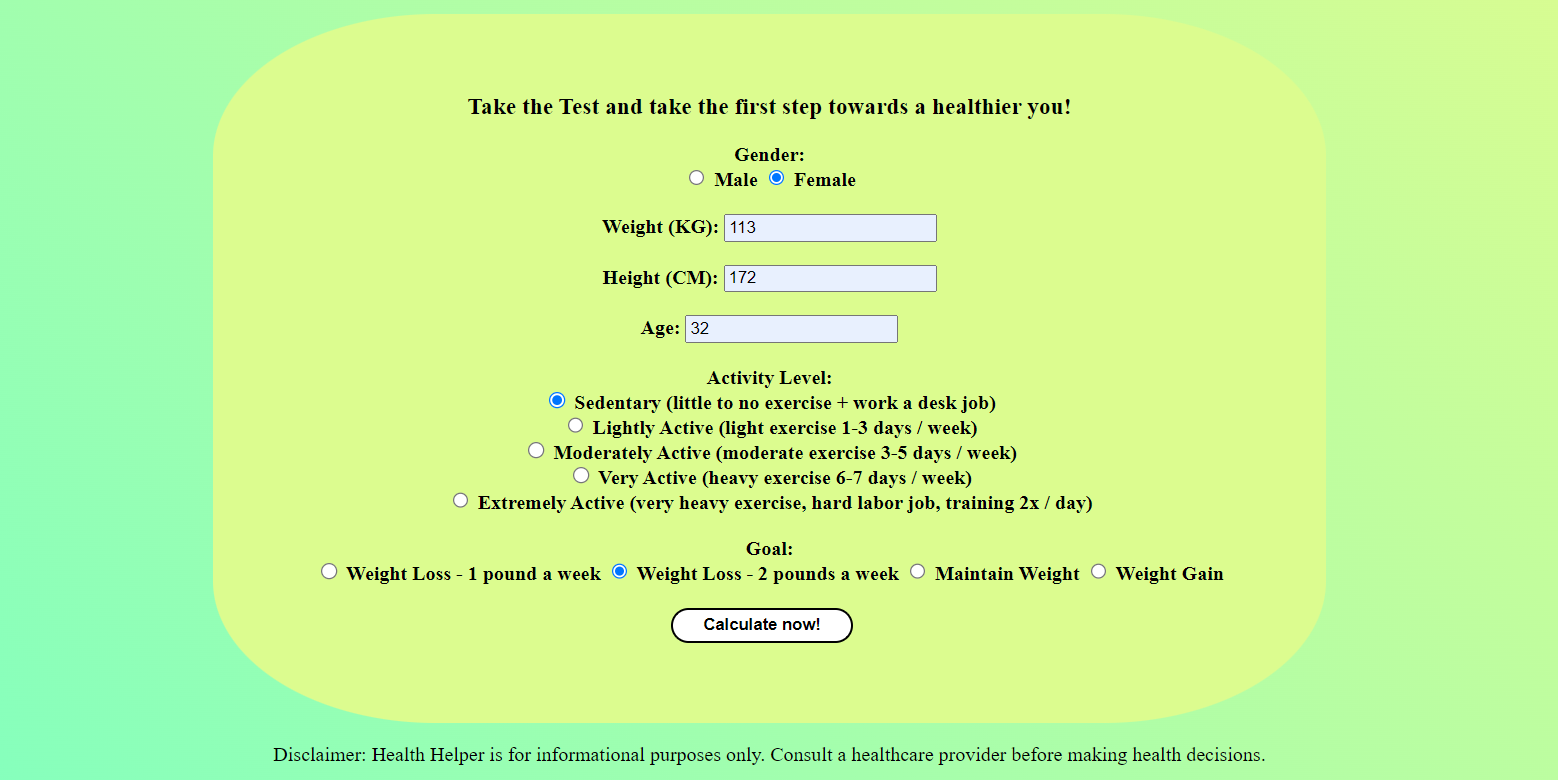 Take the Test and take the first step towards a healthier you!
Gender:
Male Female
Weight (KG): 113
Height (CM): 172
Age: 32
Activity Level:
Sedentary (little to no exercise + work a desk job)
Lightly Active (light exercise 1-3 days / week)
Moderately Active (moderate exercise 3-5 days / week)
Very Active (heavy exercise 6-7 days / week)
Extremely Active (very heavy exercise, hard labor job, training 2x / day)
Goal:
Weight Loss - 1 pound a week Weight Loss - 2 pounds a week Maintain Weight Weight Gain
Calculate now!
Disclaimer: Health Helper is for informational purposes only. Consult a healthcare provider before making health decisions.